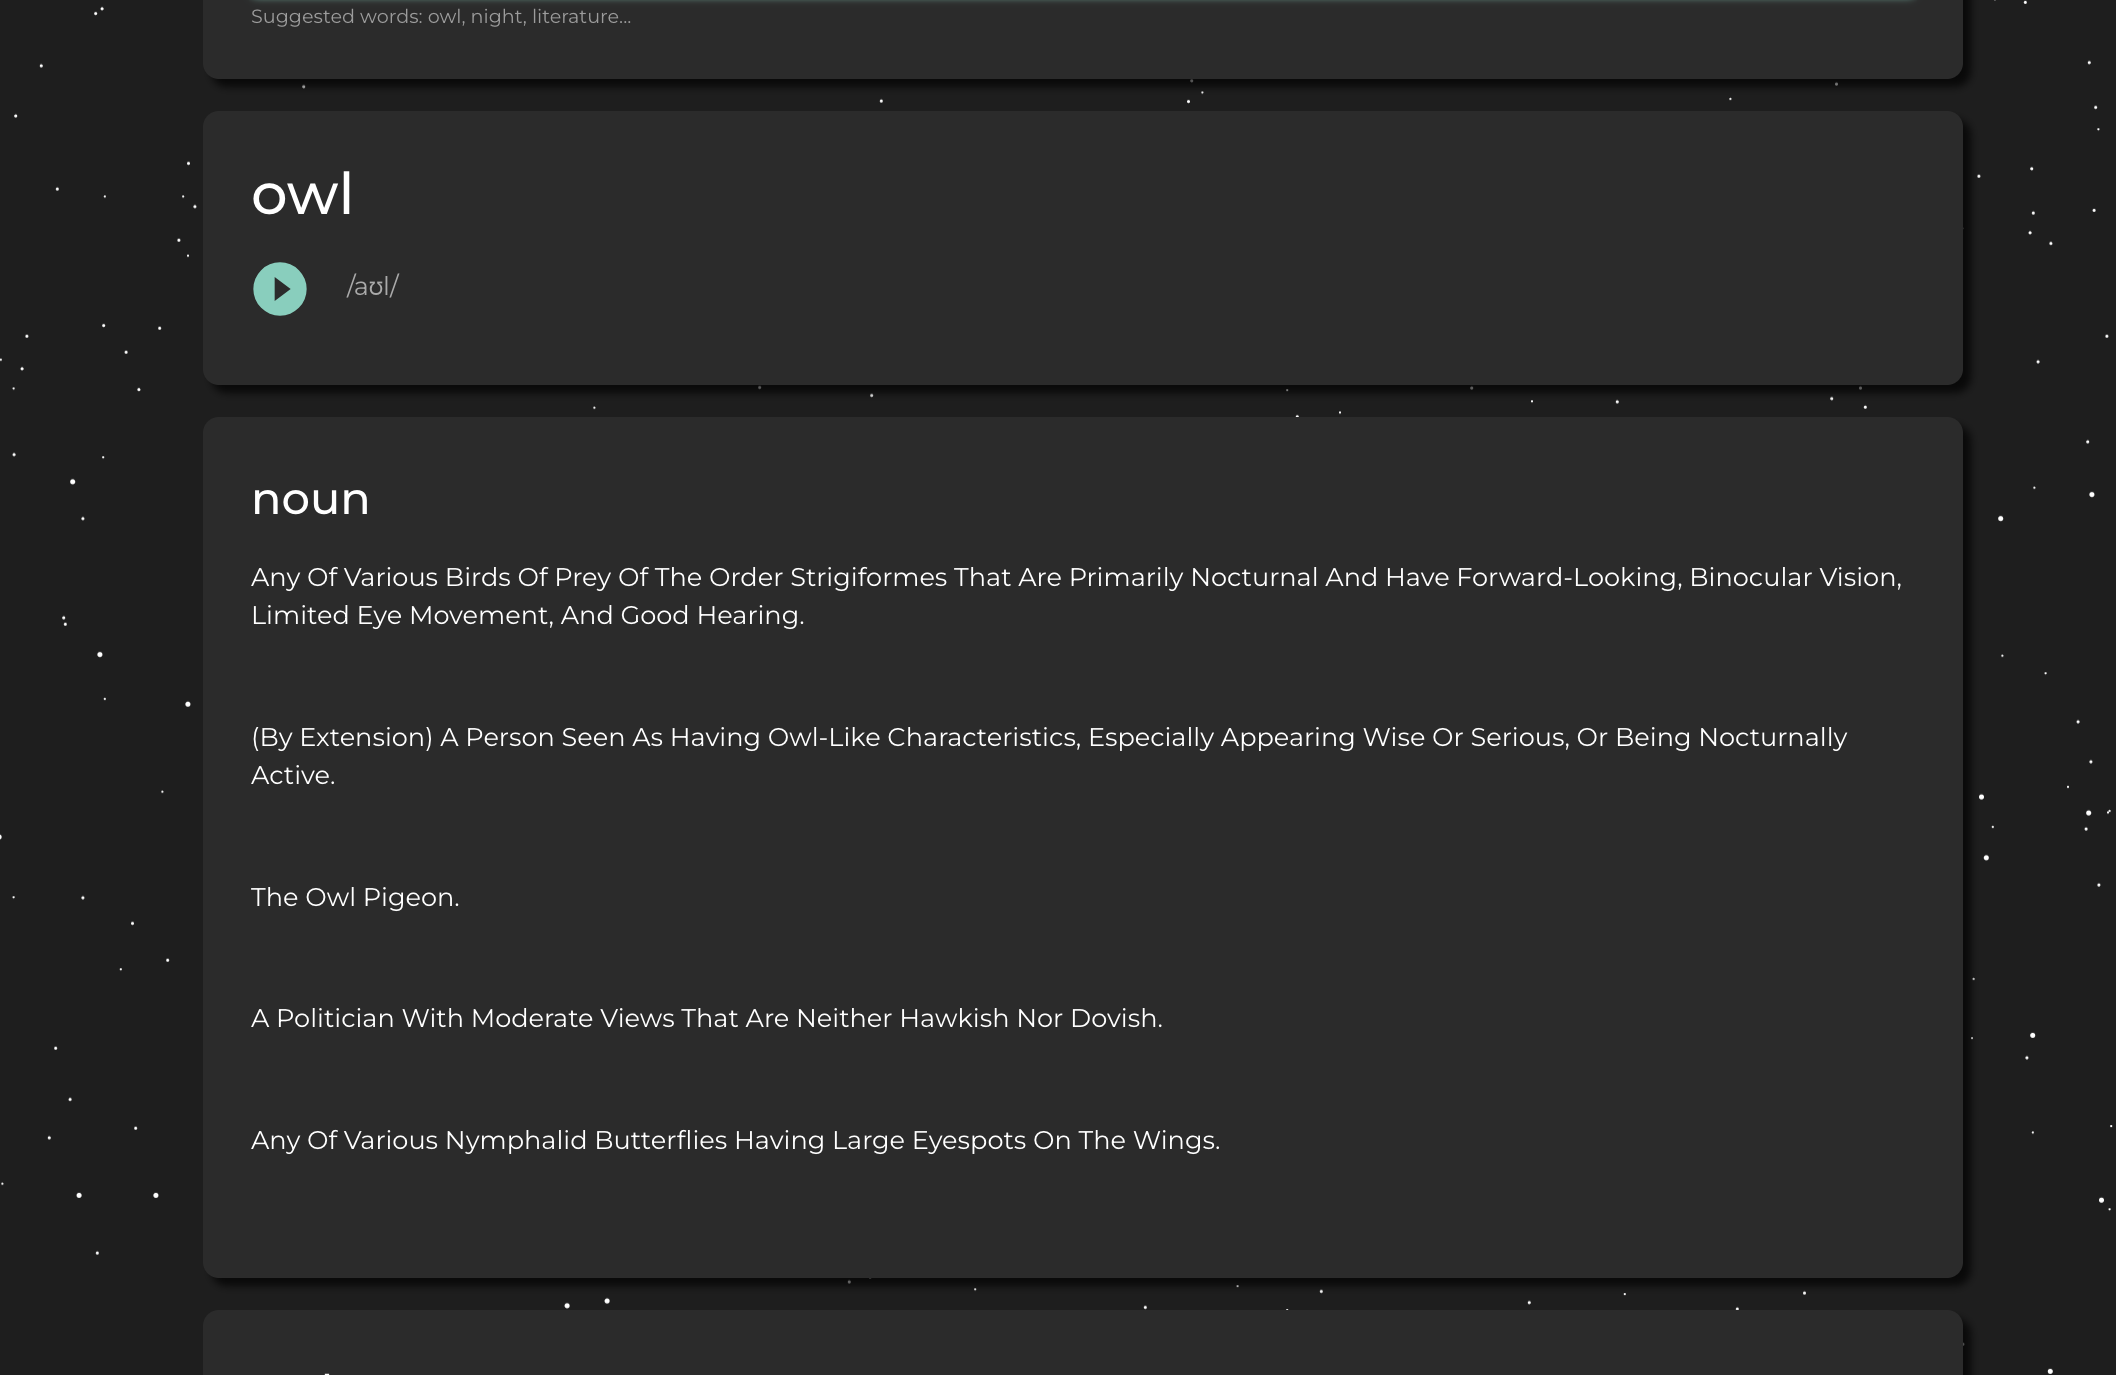 Suggested words: owl, night, literature...
owl
/aʊl/
noun
Any Of Various Birds Of Prey Of The Order Strigiformes That Are Primarily Nocturnal And Have Forward-Looking, Binocular Vision,
Limited Eye Movement, And Good Hearing.
(By Extension) A Person Seen As Having Owl-Like Characteristics, Especially Appearing Wise Or Serious, Or Being Nocturnally
Active.
The Owl Pigeon.
A Politician With Moderate Views That Are Neither Hawkish Nor Dovish.
Any Of Various Nymphalid Butterflies Having Large Eyespots On The Wings.